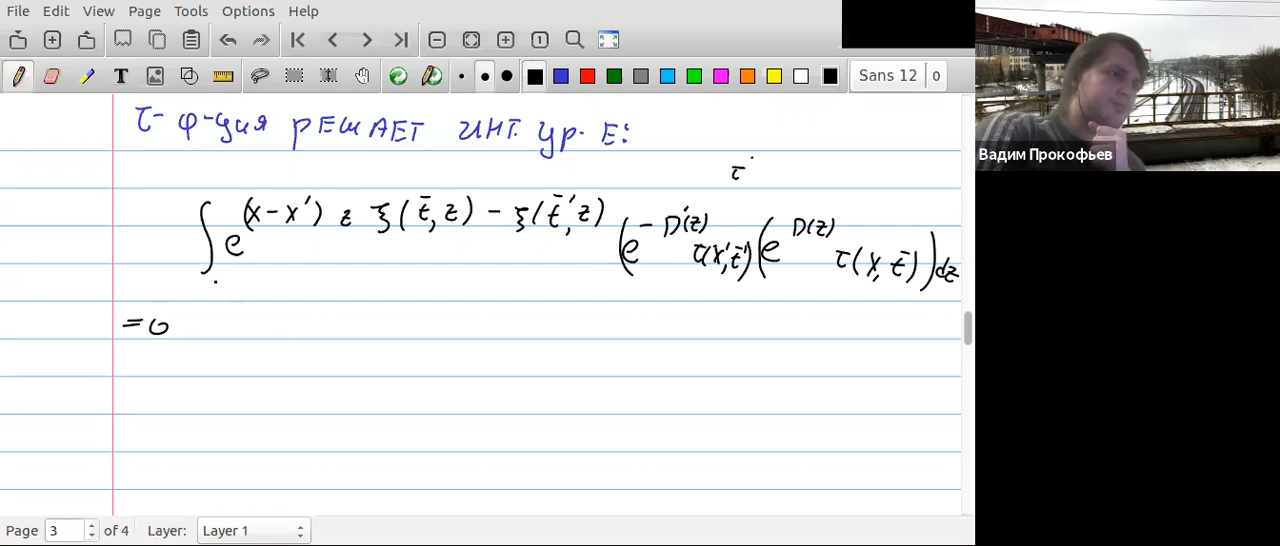 File Edit View Journal Page Tools Options Help
Sans 12 0
τ-ф-ция решает инт. ур. е:
τ
∫ e^{(x-x') z ξ(t̄, z) - ξ(t̄', z)} (e^{-D'(z)} τ(x', t̄') (e^{D(z)} τ(x, t̄)) dz
= 0
Вадим Прокофьев
Page 3 of 4 Layer: Layer 1